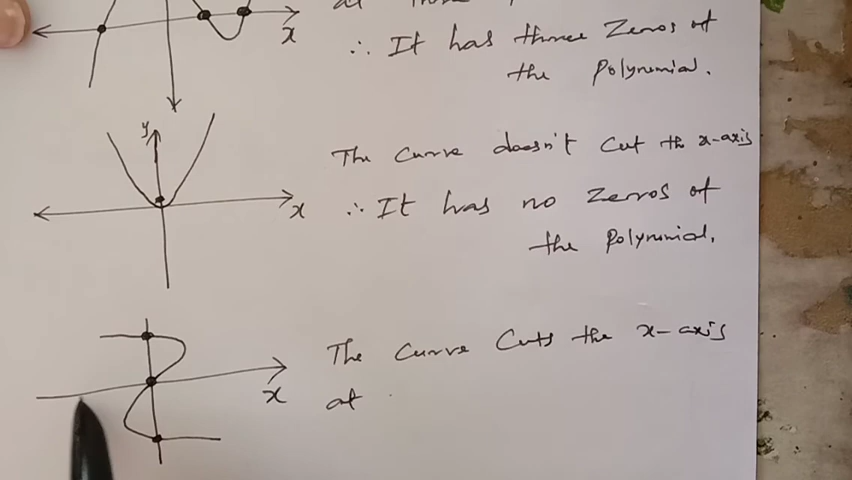 x
∴ It has three Zeros of
the Polynomial.
y
x
The Curve doesn't Cut the x-axis
∴ It has no Zeros of
the Polynomial.
x
The Curve Cuts the x-axis
at